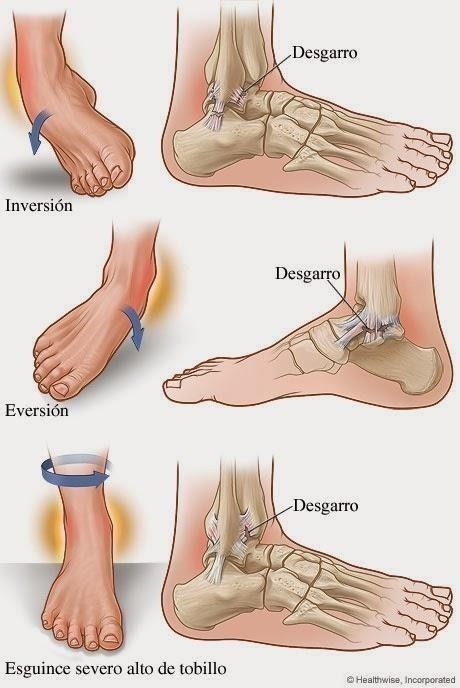 Desgarro
Inversión
Desgarro
Eversión
Desgarro
Esguince severo alto de tobillo
© Healthwise, Incorporated